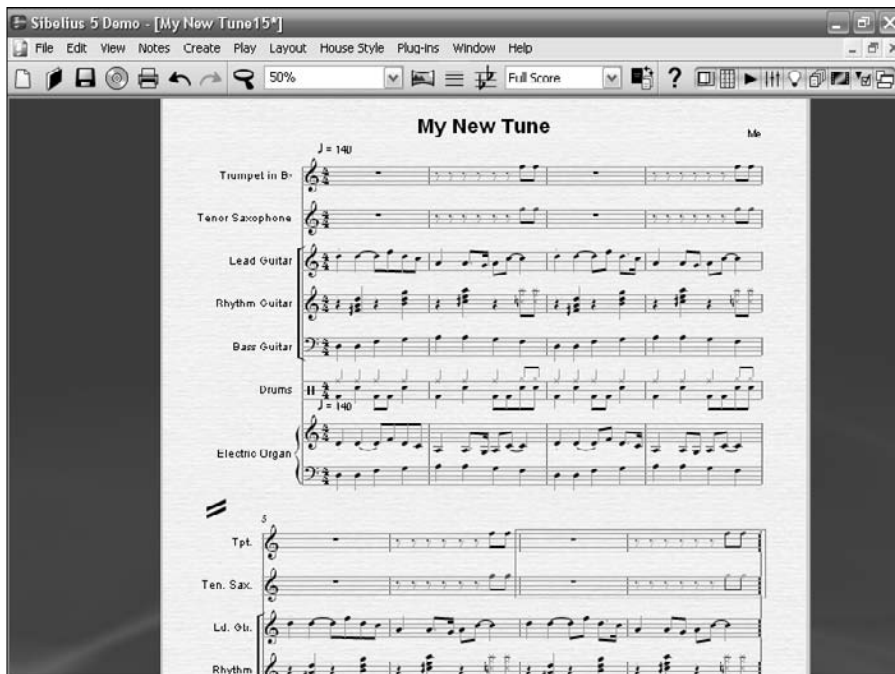 Sibelius 5 Demo - [My New Tune15*]
File Edit View Notes Create Play Layout House Style Plug-ins Window Help
50% Full Score
My New Tune
Me
♩ = 140
Trumpet in B♭
Tenor Saxophone
Lead Guitar
Rhythm Guitar
Bass Guitar
Drums
♩ = 140
Electric Organ
5
Tpt.
Ten. Sax.
Ld. Gtr.
Rhythm